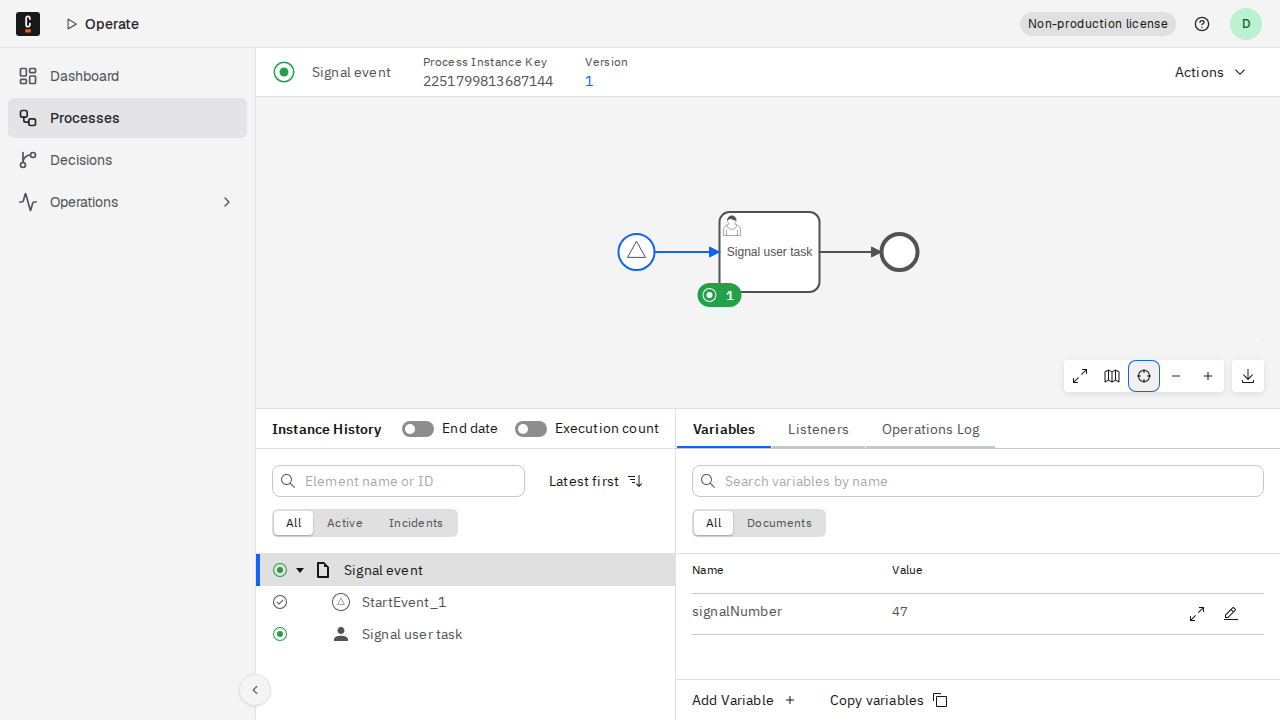 Operate
Non-production license
D
Dashboard
Processes
Decisions
Operations
Signal event
Process Instance Key
2251799813687144
Version
1
Actions
Signal user task
1
Instance History
End date
Execution count
Element name or ID
Latest first
All
Active
Incidents
Signal event
StartEvent_1
Signal user task
Variables
Listeners
Operations Log
Search variables by name
All
Documents
Name
Value
signalNumber
47
Add Variable
Copy variables